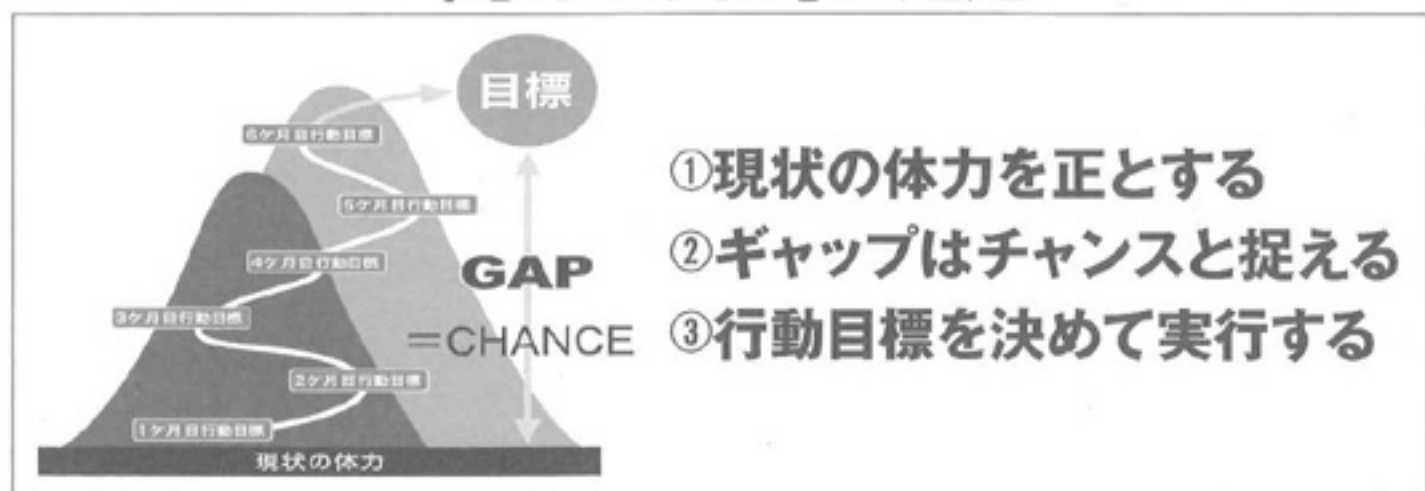 目標
6ケ月目行動目標
5ケ月目行動目標
4ケ月目行動目標
3ケ月目行動目標
2ケ月目行動目標
1ケ月目行動目標
現状の体力
GAP
=CHANCE
①現状の体力を正とする
②ギャップはチャンスと捉える
③行動目標を決めて実行する